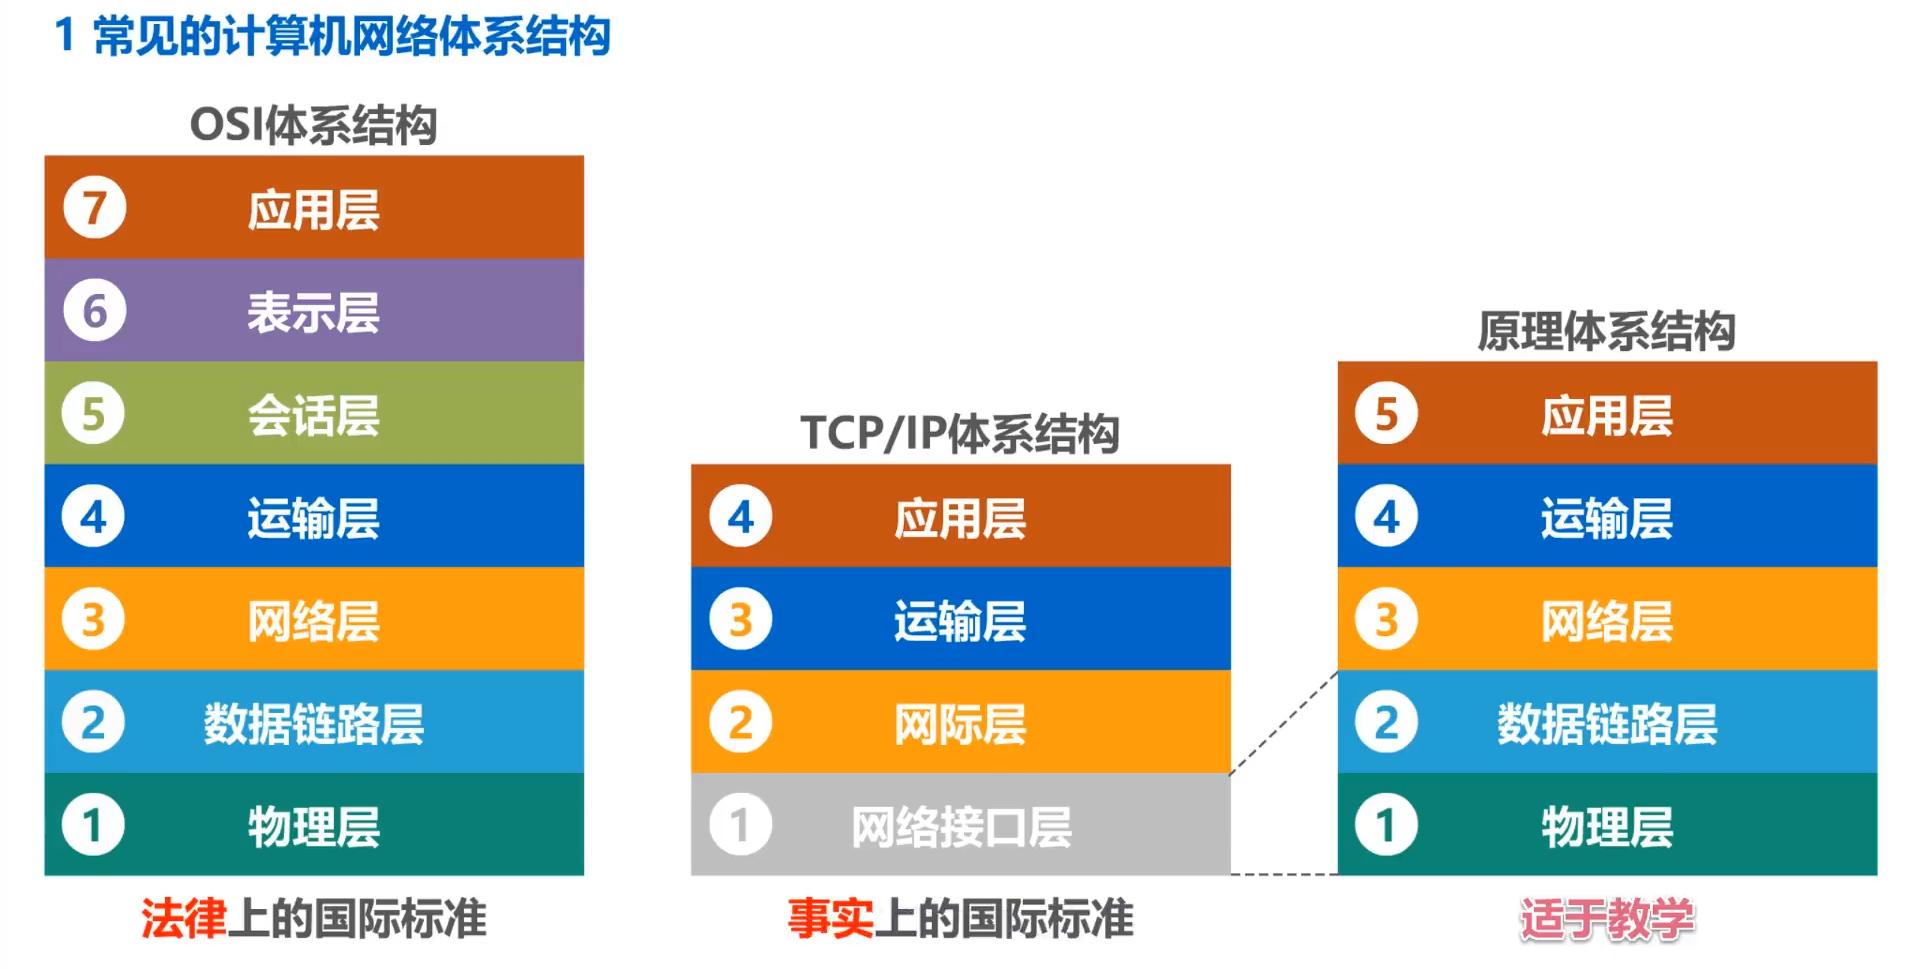 1 常见的计算机网络体系结构
OSI体系结构
7 应用层
6 表示层
5 会话层
4 运输层
3 网络层
2 数据链路层
1 物理层
法律上的国际标准
TCP/IP体系结构
4 应用层
3 运输层
2 网际层
1 网络接口层
事实上的国际标准
原理体系结构
5 应用层
4 运输层
3 网络层
2 数据链路层
1 物理层
适于教学